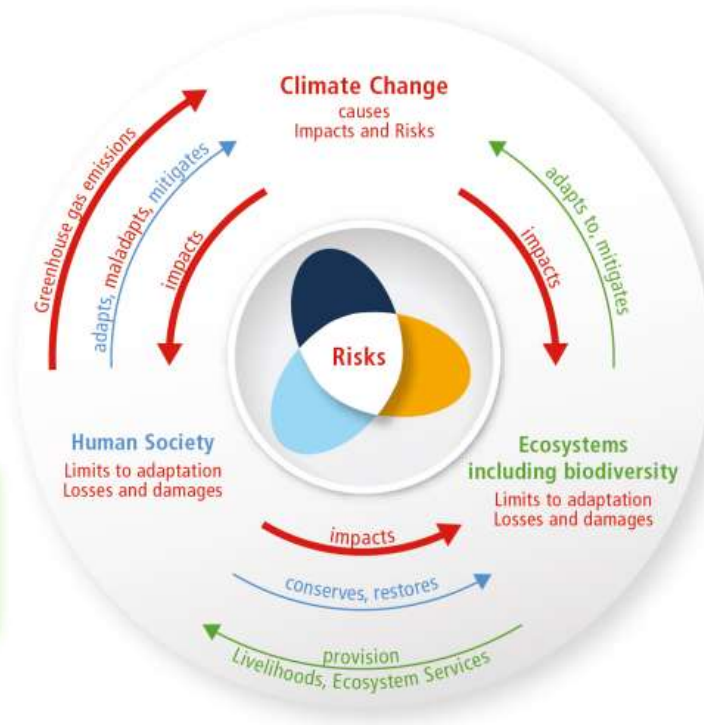 Climate Change
causes
Impacts and Risks
Greenhouse gas emissions
adapts, maladapts, mitigates
impacts
impacts
adapts to, mitigates
Risks
Human Society
Limits to adaptation
Losses and damages
Ecosystems
including biodiversity
Limits to adaptation
Losses and damages
impacts
conserves, restores
provision
Livelihoods, Ecosystem Services